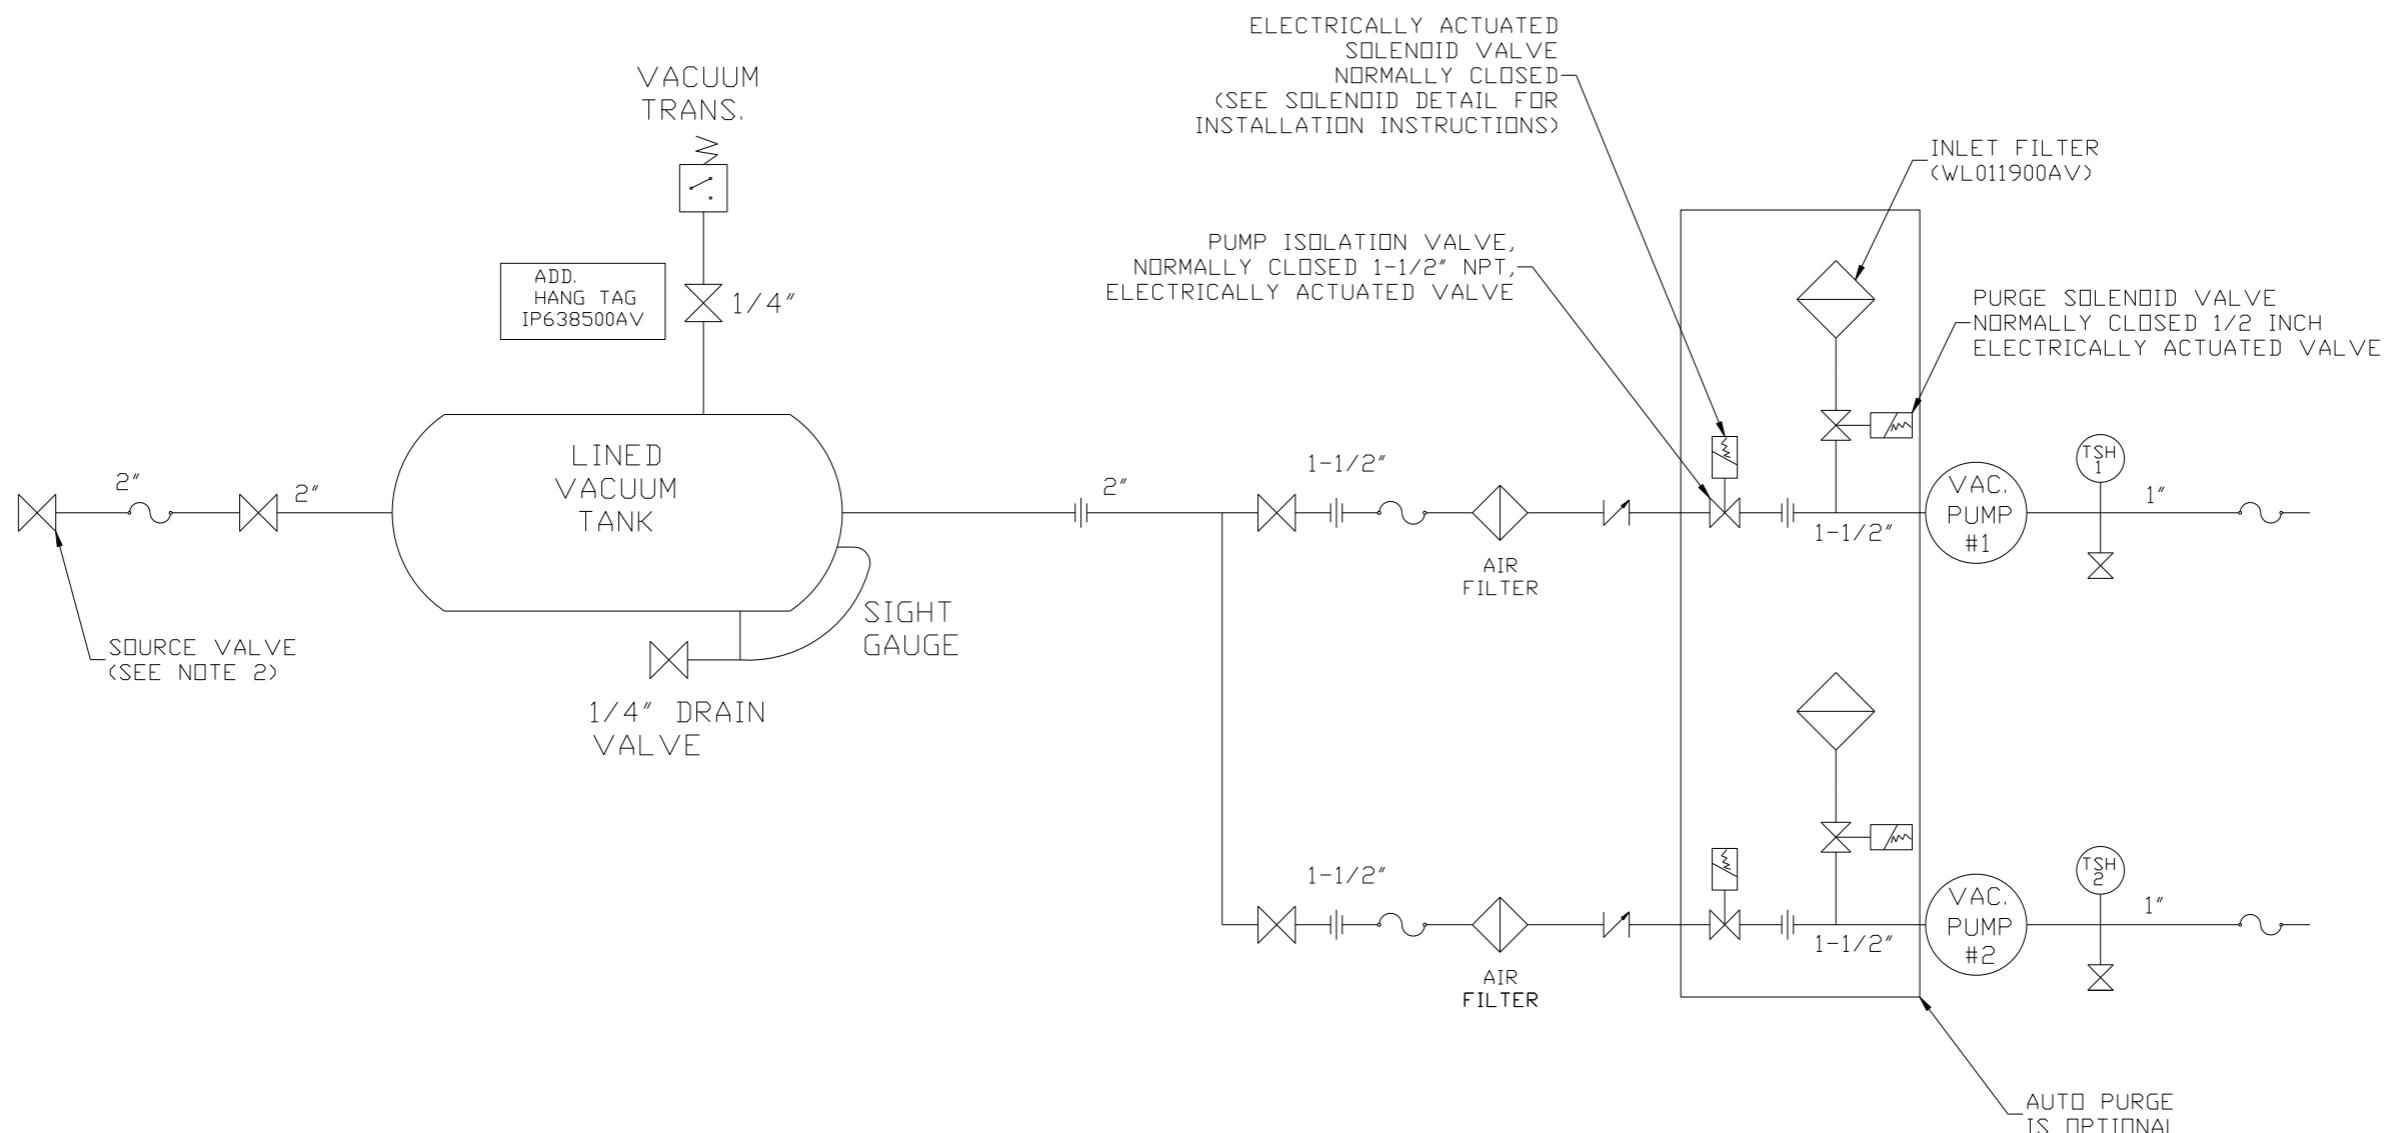 ELECTRICALLY ACTUATED
SOLENOID VALVE
NORMALLY CLOSED
(SEE SOLENOID DETAIL FOR
INSTALLATION INSTRUCTIONS)
VACUUM
TRANS.
INLET FILTER
(WL011900AV)
PUMP ISOLATION VALVE,
NORMALLY CLOSED 1-1/2" NPT,
ELECTRICALLY ACTUATED VALVE
ADD.
HANG TAG
IP638500AV
1/4"
PURGE SOLENOID VALVE
NORMALLY CLOSED 1/2 INCH
ELECTRICALLY ACTUATED VALVE
LINED
VACUUM
TANK
2"
2"
2"
1-1/2"
AIR
FILTER
1-1/2"
VAC.
PUMP
#1
TSH
1
1"
SOURCE VALVE
(SEE NOTE 2)
SIGHT
GAUGE
1/4" DRAIN
VALVE
1-1/2"
AIR
FILTER
1-1/2"
VAC.
PUMP
#2
TSH
2
1"
AUTO PURGE
IS OPTIONAL